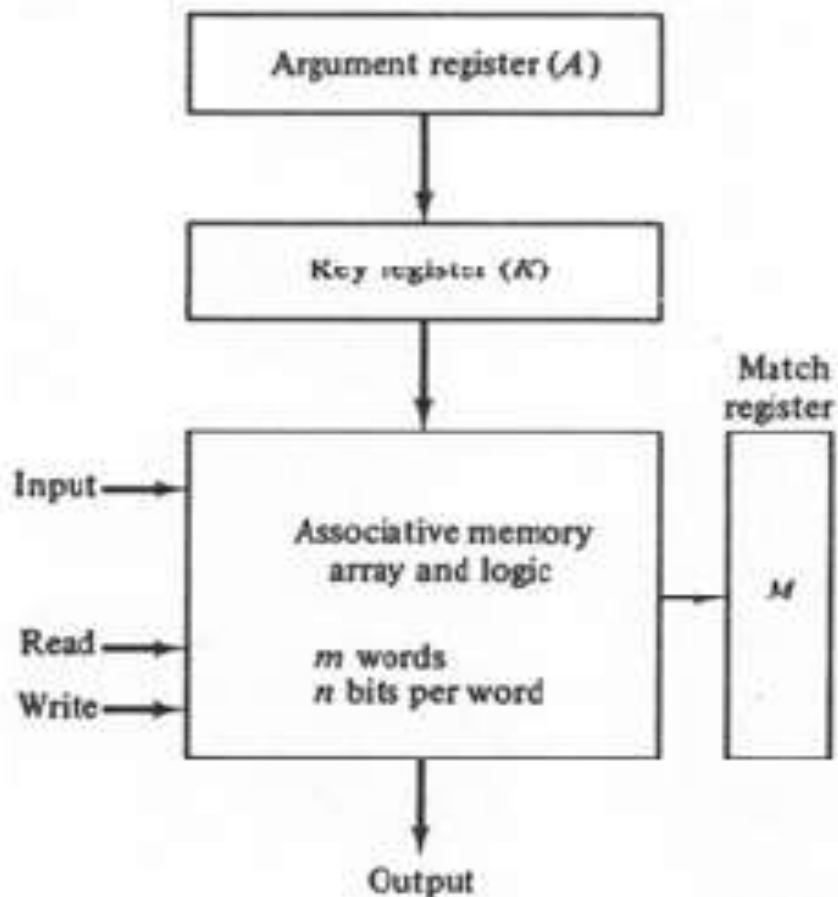 Argument register (A)
Key register (K)
Match
register
Input
Associative memory
array and logic
M
Read
m words
Write
n bits per word
Output